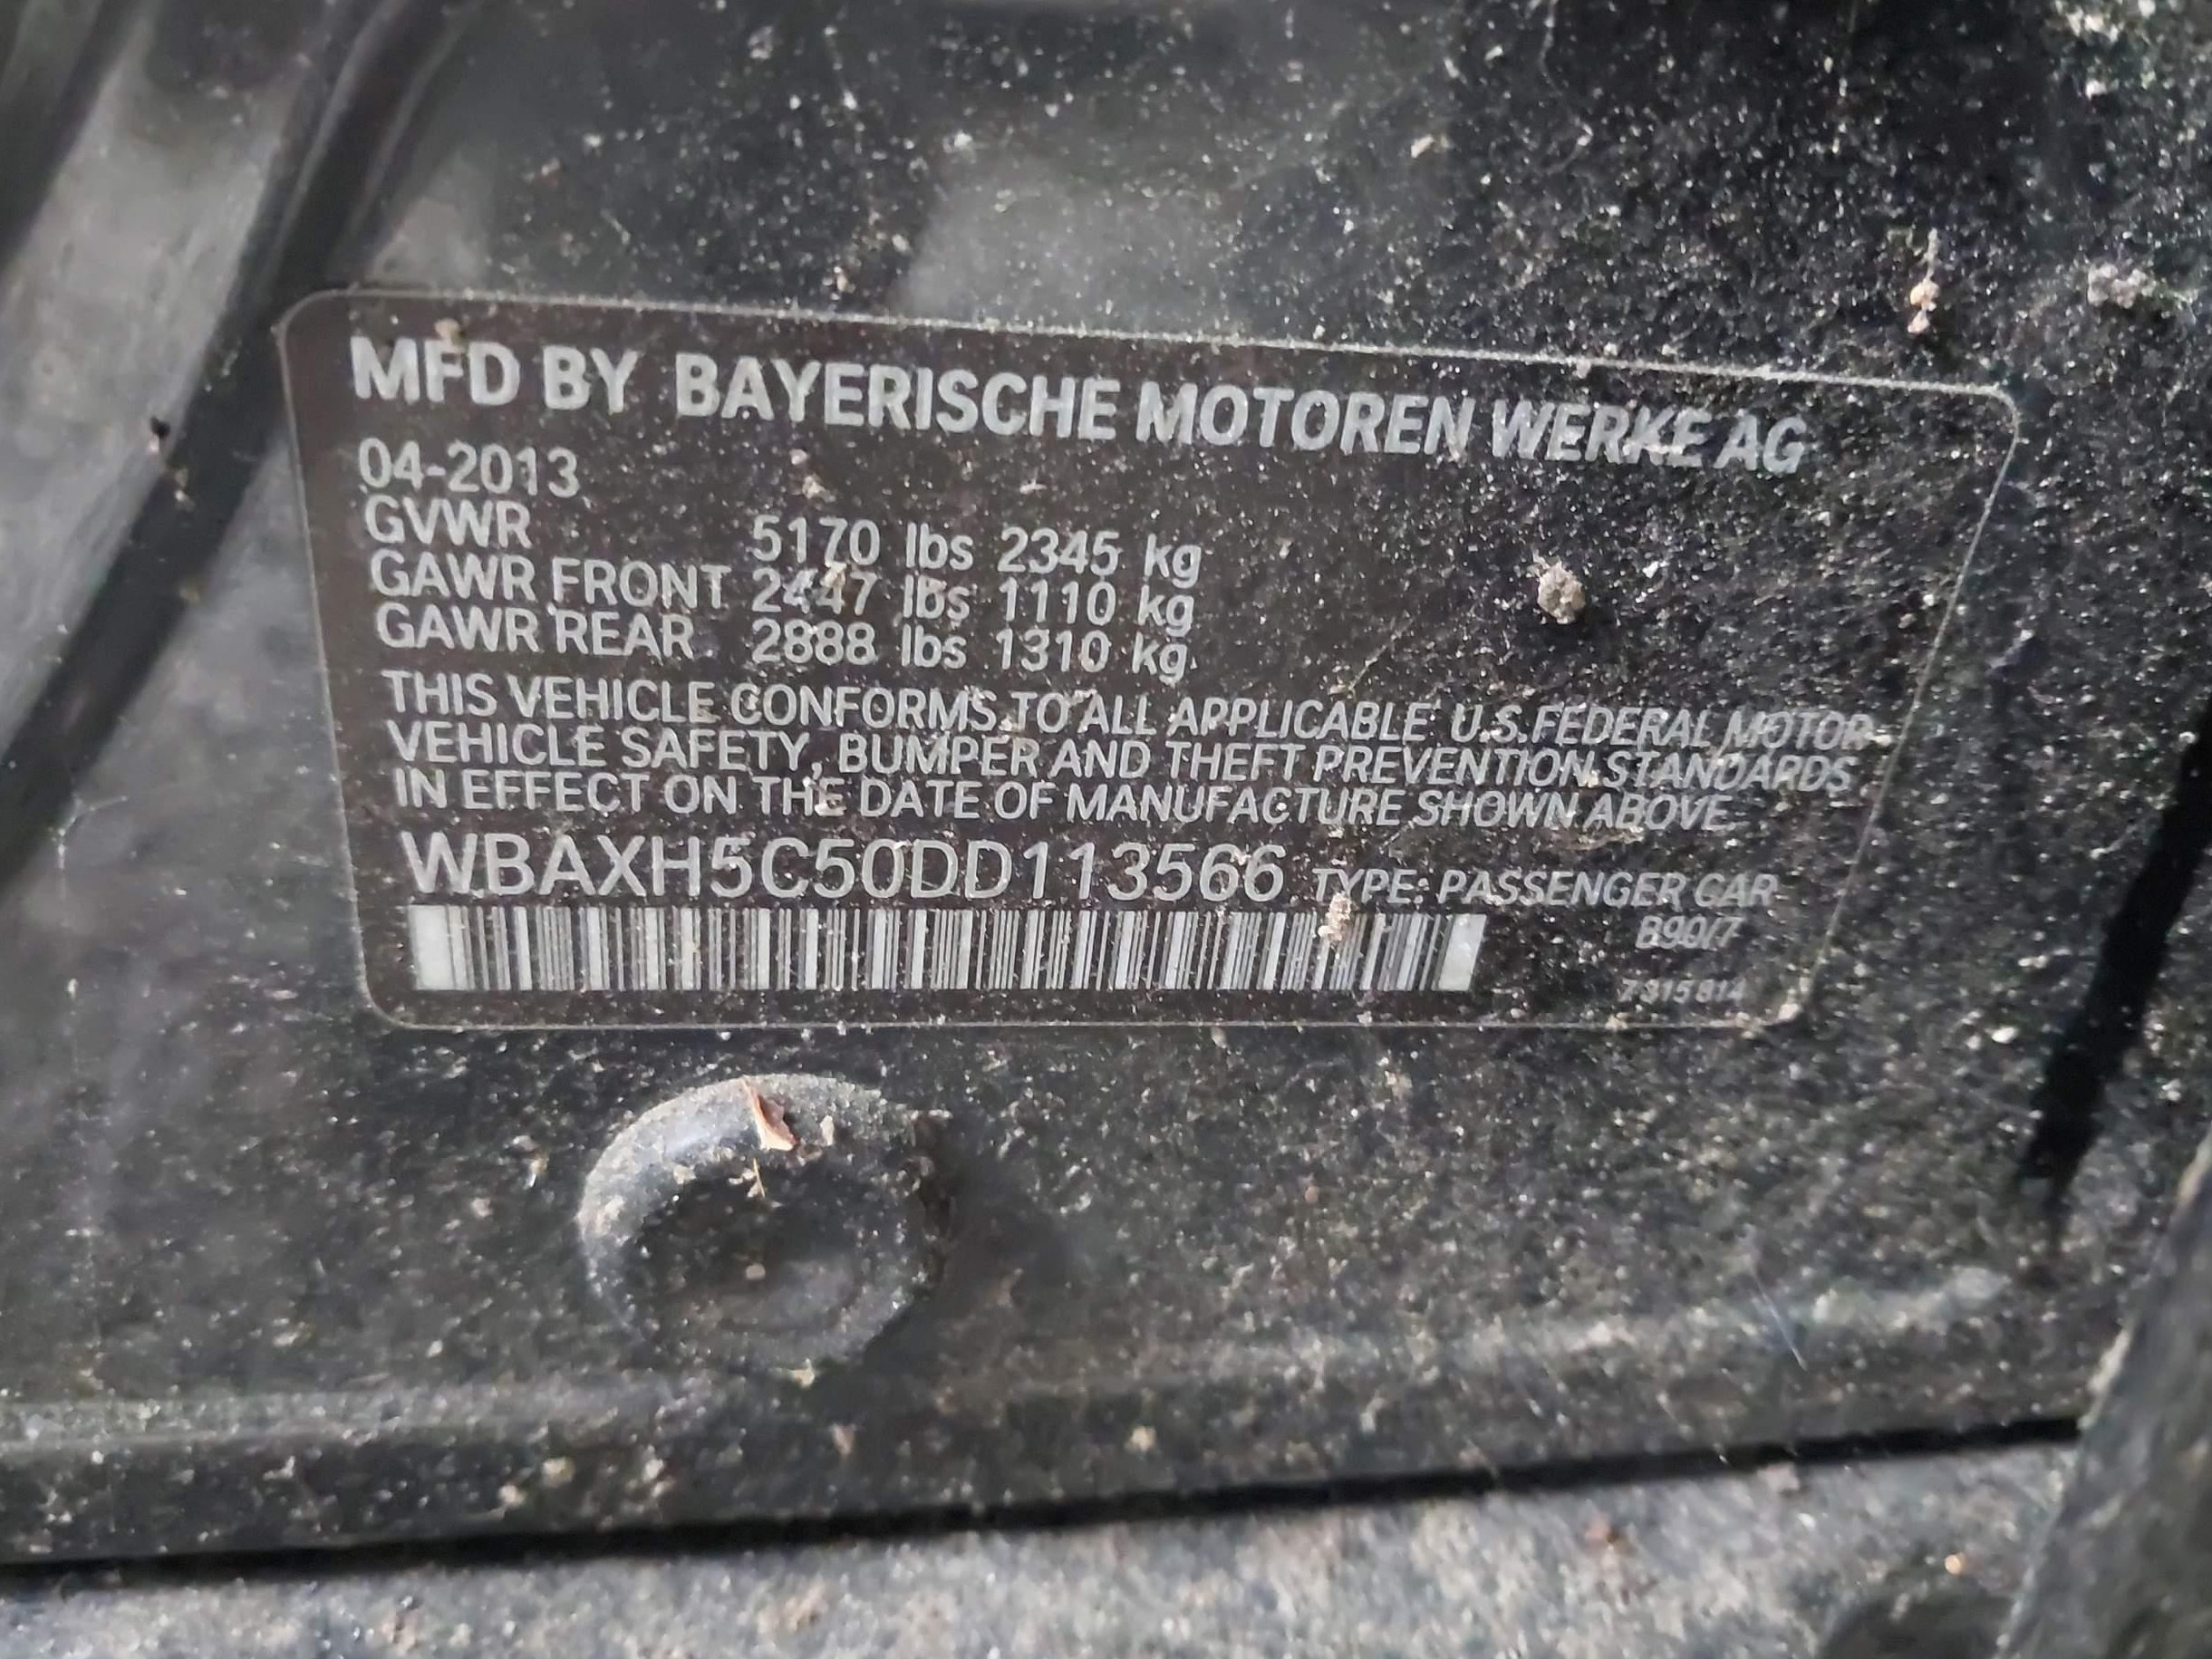 MFD BY BAYERISCHE MOTOREN WERKE AG
04-2013
GVWR 5170 lbs 2345 kg
GAWR FRONT 2447 lbs 1110 kg
GAWR REAR 2888 lbs 1310 kg
THIS VEHICLE CONFORMS TO ALL APPLICABLE U.S.FEDERAL MOTOR
VEHICLE SAFETY, BUMPER AND THEFT PREVENTION STANDARDS
IN EFFECT ON THE DATE OF MANUFACTURE SHOWN ABOVE.
WBAXH5C50DD113566 TYPE: PASSENGER CAR
B90/7
7315814